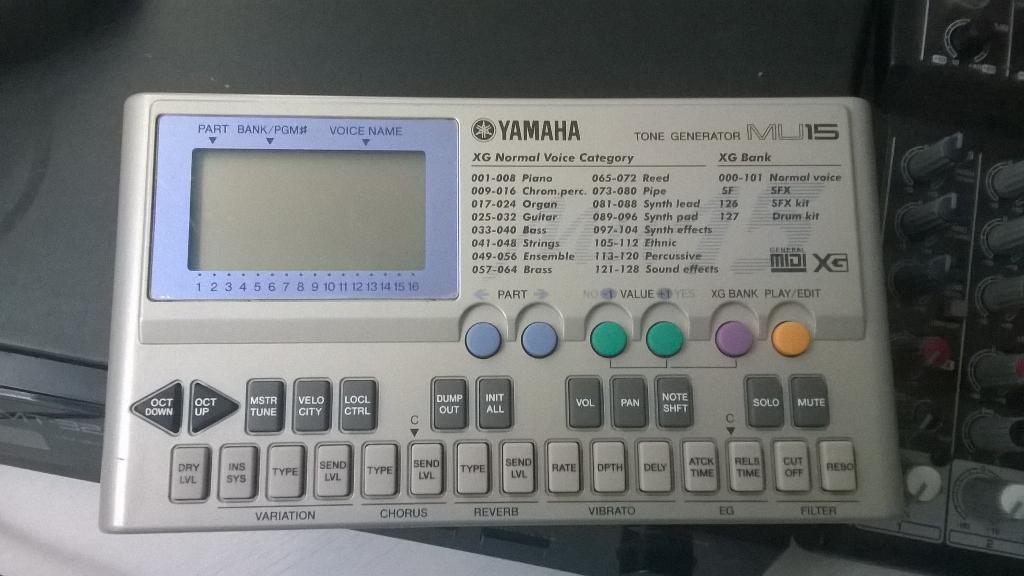 PART BANK/PGM# VOICE NAME
1 2 3 4 5 6 7 8 9 10 11 12 13 14 15 16
YAMAHA
TONE GENERATOR MU15
XG Normal Voice Category
001-008 Piano 065-072 Reed
009-016 Chrom.perc. 073-080 Pipe
017-024 Organ 081-088 Synth lead
025-032 Guitar 089-096 Synth pad
033-040 Bass 097-104 Synth effects
041-048 Strings 105-112 Ethnic
049-056 Ensemble 113-120 Percussive
057-064 Brass 121-128 Sound effects
XG Bank
000-101 Normal voice
SF SFX
126 SFX kit
127 Drum kit
GENERAL
MIDI XG
PART NO -1 VALUE +1 YES XG BANK PLAY/EDIT
OCT DOWN
OCT UP
MSTR TUNE
VELO CITY
LOCL CTRL
DUMP OUT
INIT ALL
VOL
PAN
NOTE SHFT
SOLO
MUTE
C
C
DRY LVL
INS SYS
TYPE
SEND LVL
TYPE
SEND LVL
TYPE
SEND LVL
RATE
DPTH
DELY
ATCK TIME
RELS TIME
CUT OFF
RESO
VARIATION CHORUS REVERB VIBRATO EG FILTER